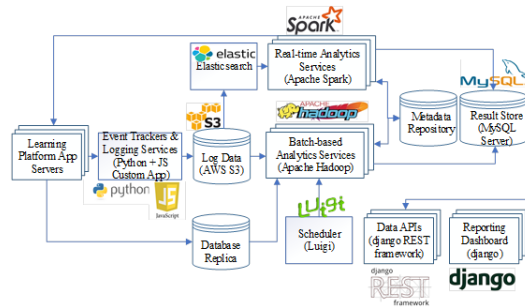 APACHE
Spark
elastic
Elasticsearch
Real-time Analytics
Services
(Apache Spark)
MySQL
S3
APACHE
hadoop
Learning
Platform App
Servers
Event Trackers &
Logging Services
(Python + JS
Custom App)
Log Data
(AWS S3)
Batch-based
Analytics Services
(Apache Hadoop)
Metadata
Repository
Result Store
(MySQL
Server)
python
JS
JavaScript
LUiGi
Database
Replica
Scheduler
(Luigi)
Data APIs
(django REST
framework)
Reporting
Dashboard
(django)
django
REST
framework
django